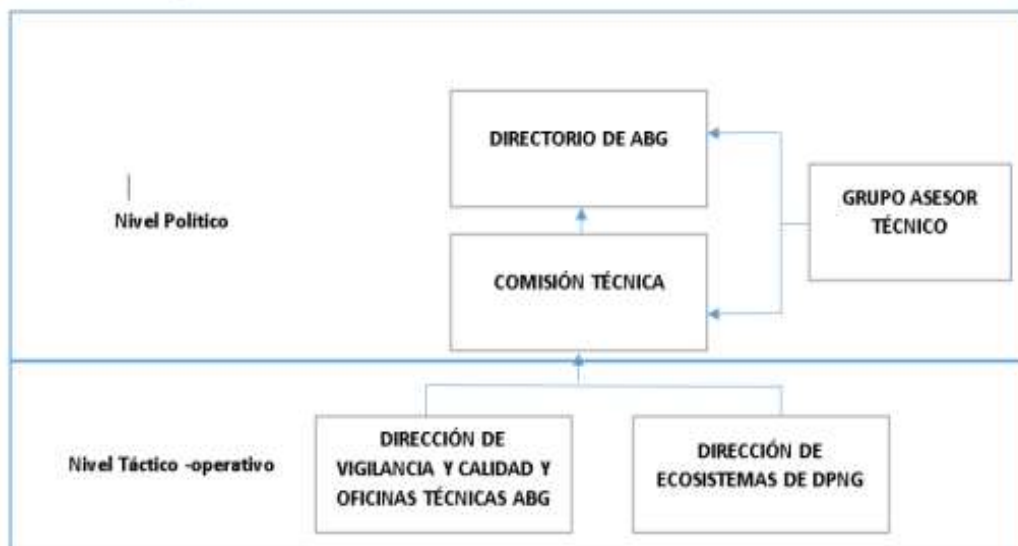 DIRECTORIO DE ABG
GRUPO ASESOR
TÉCNICO
Nivel Politico
COMISIÓN TÉCNICA
Nivel Táctico -operativo
DIRECCIÓN DE
VIGILANCIA Y CALIDAD Y
OFICINAS TÉCNICAS ABG
DIRECCIÓN DE
ECOSISTEMAS DE DPNG